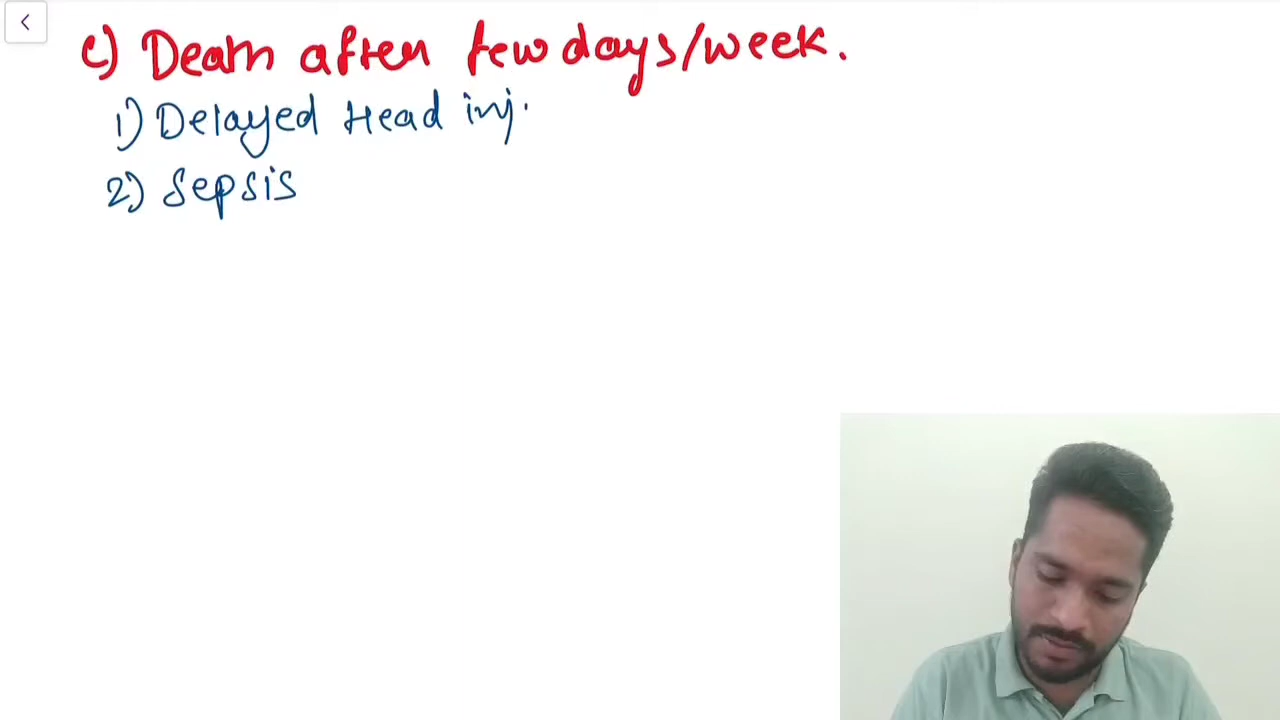 c) Death after few days/week.
1) Delayed Head inj.
2) Sepsis